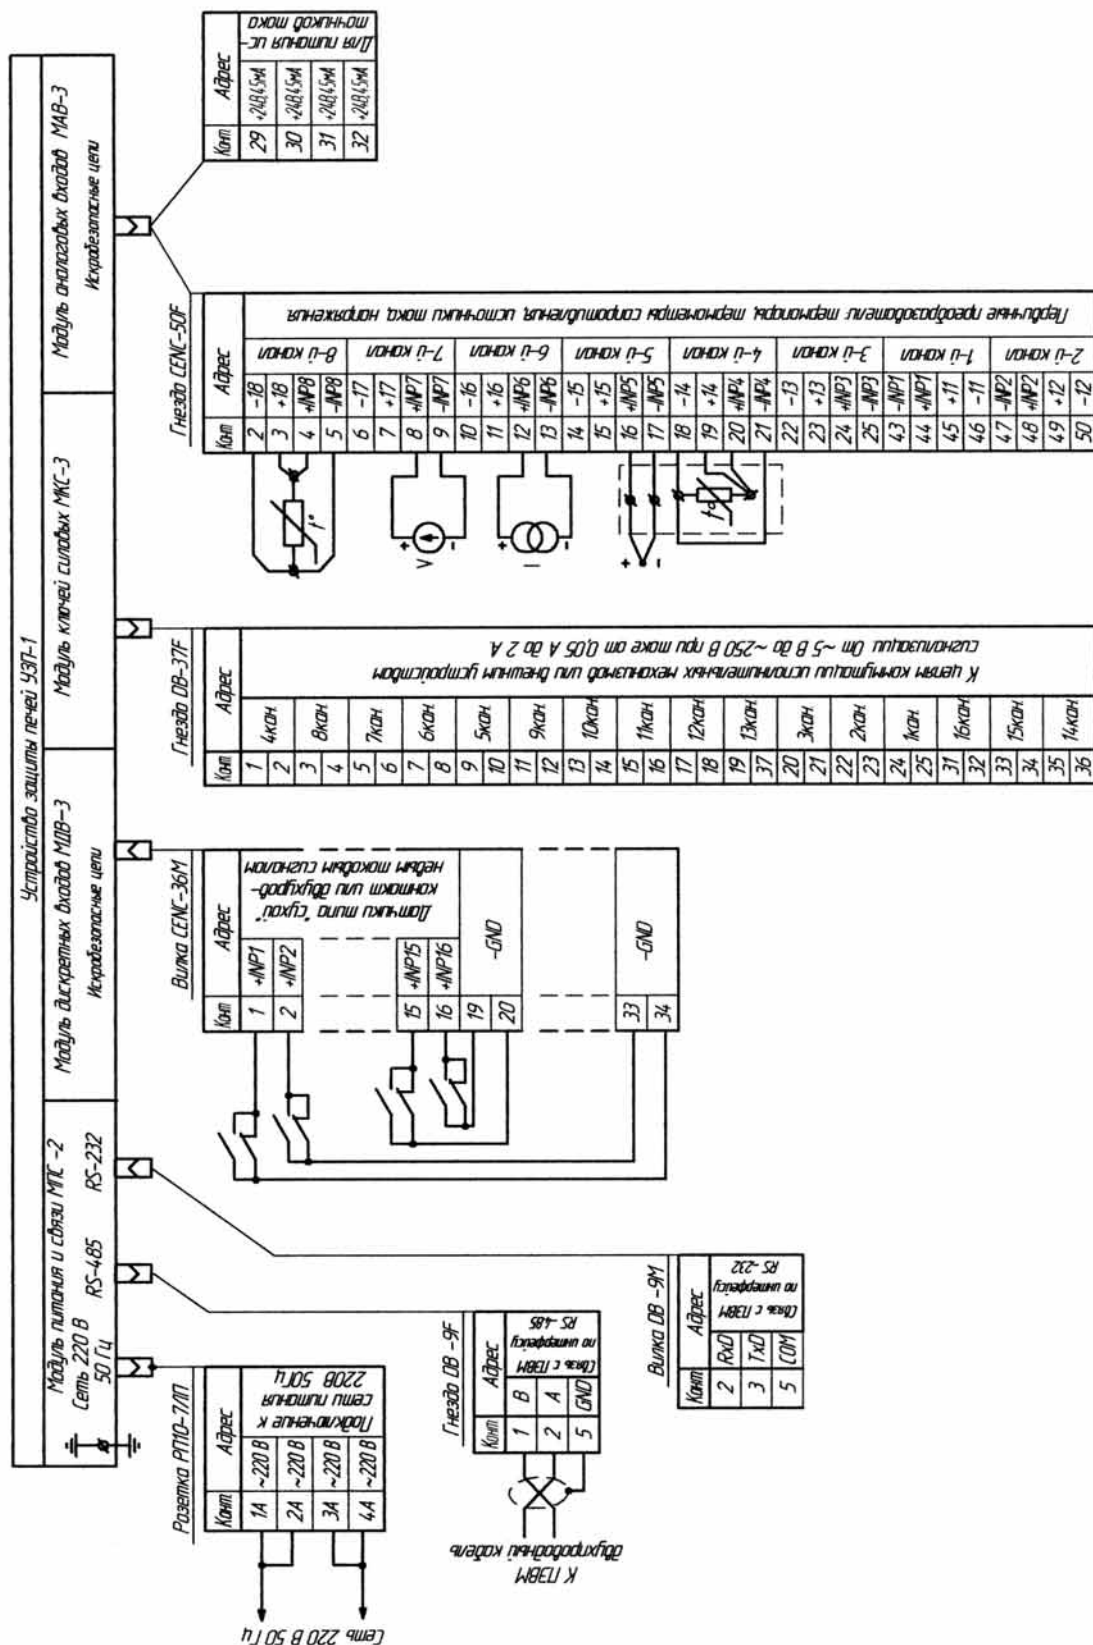 Устройство защиты печей УЗП-1
Модуль питания и связи МПС -2
Сеть 220 В
50 Гц
RS-485
RS-232
Модуль дискретных входов МДВ-3
Искробезопасные цепи
Модуль ключей силовых МКС-3
Модуль аналоговых входов МАВ-3
Искробезопасные цепи
Розетка РП10-7ЛП
Конт Адрес
1А ~220 В
2А ~220 В
3А ~220 В
4А ~220 В
Подключение к
сети питания
220В 50Гц
Сеть 220 В 50 Гц
Гнездо DB -9F
Конт Адрес
1 B
2 A
5 GND
Связь с ПЭВМ
по интерфейсу
RS -485
К ПЭВМ
двухпроводный кабель
Вилка DB -9M
Конт Адрес
2 RxD
3 TxD
5 COM
Связь с ПЭВМ
по интерфейсу
RS -232
Вилка CENC-36M
Конт Адрес
1 +INP1
2 +INP2
15 +INP15
16 +INP16
19
20
-GND
33
34
-GND
Датчики типа "сухой"
контакт или двухуров-
невым токовым сигналом
Гнездо DB-37F
Конт Адрес
1
2
4кан.
3
4
8кан.
5
6
7кан.
7
8
6кан.
9
10
5кан.
11
12
9кан.
13
14
10кан.
15
16
11кан.
17
18
12кан.
19
37
13кан.
20
21
3кан.
22
23
2кан.
24
25
1кан.
31
32
16кан.
33
34
15кан.
35
36
14кан.
К цепям коммутации исполнительных механизмов или внешним устройствам
сигнализации От ~5 В до ~250 В при токе от 0,05 А до 2 А
Гнездо CENC-50F
Конт Адрес
2 -18
3 +18
4 +INP8
5 -INP8
8-й канал
6 -17
7 +17
8 +INP7
9 -INP7
7-й канал
10 -16
11 +16
12 +INP6
13 -INP6
6-й канал
14 -15
15 +15
16 +INP5
17 -INP5
5-й канал
18 -14
19 +14
20 +INP4
21 -INP4
4-й канал
22 -13
23 +13
24 +INP3
25 -INP3
3-й канал
43 -INP1
44 +INP1
45 +11
46 -11
1-й канал
47 -INP2
48 +INP2
49 +12
50 -12
2-й канал
Первичные преобразователи: термопары, термометры сопротивления, источники тока, напряжения
t°
+
V
-
+
I
-
+
-
t°
Конт Адрес
29 +24В,45мА
30 +24В,45мА
31 +24В,45мА
32 +24В,45мА
Для питания ис-
точников тока